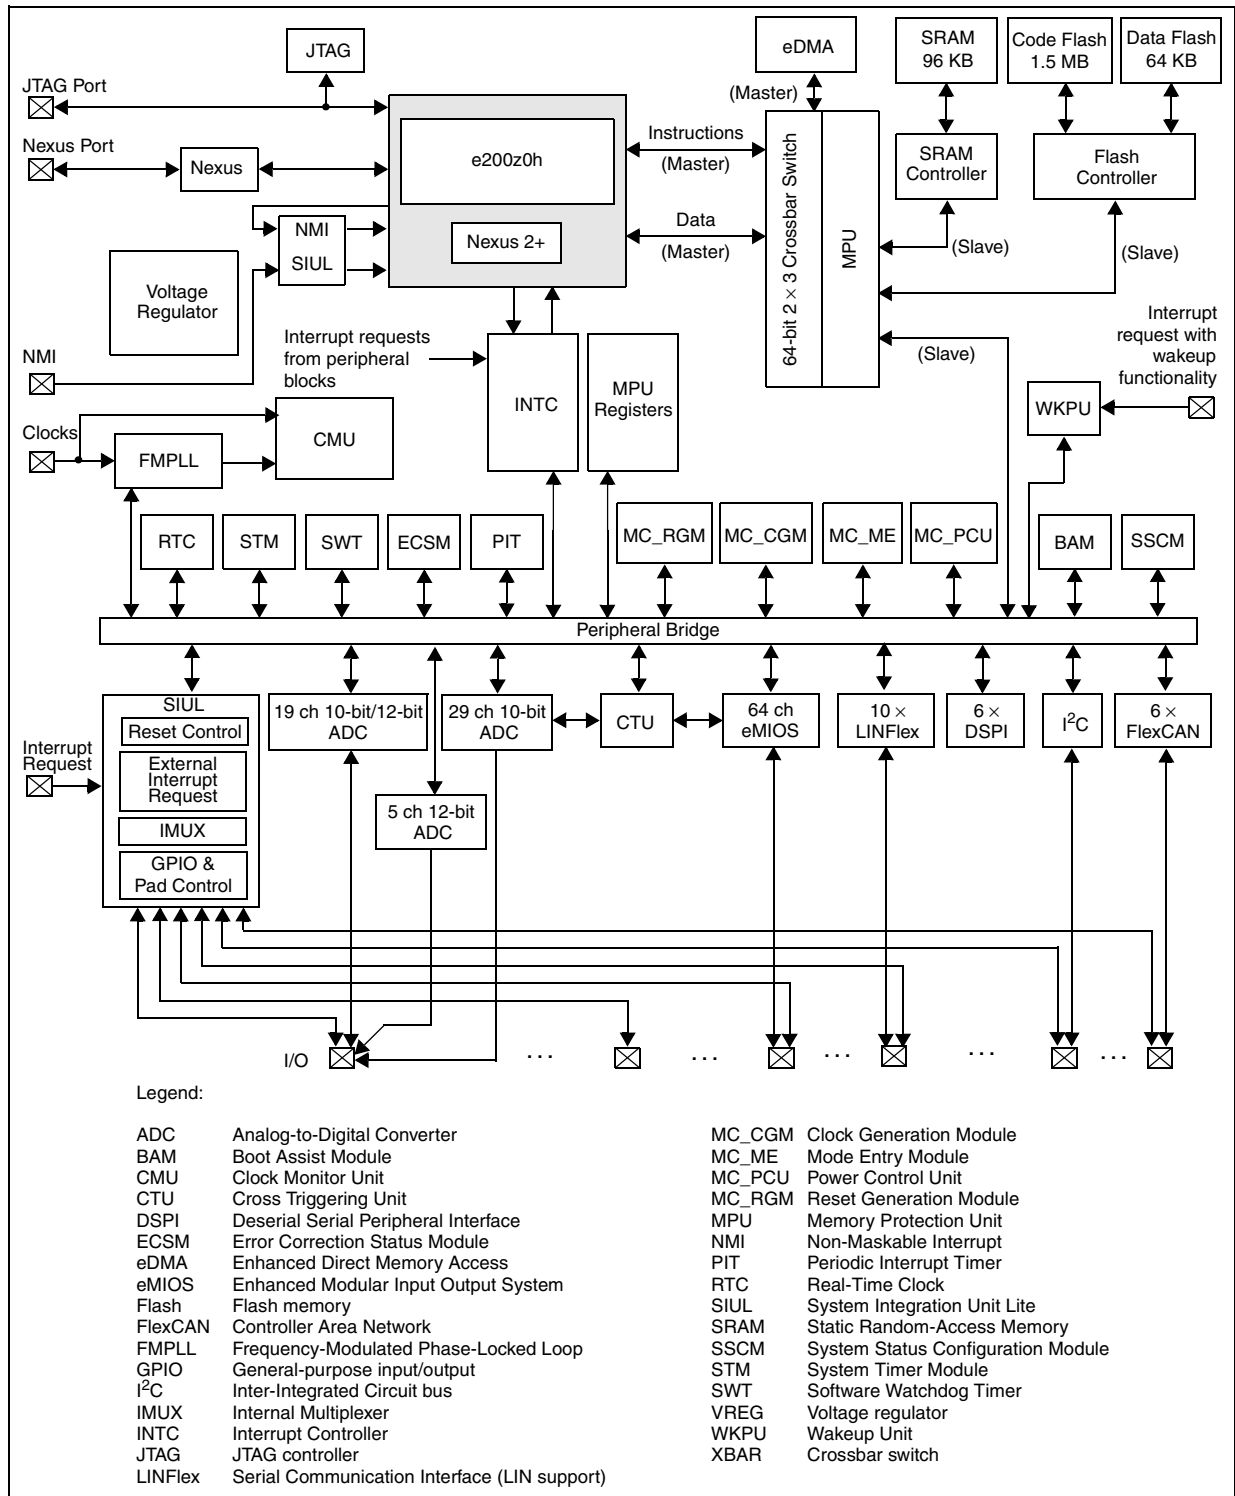 JTAG
eDMA
SRAM
96 KB
Code Flash
1.5 MB
Data Flash
64 KB
JTAG Port
(Master)
Nexus Port
Nexus
e200z0h
Instructions
(Master)
64-bit 2 × 3 Crossbar Switch
MPU
SRAM
Controller
Flash
Controller
NMI
SIUL
Nexus 2+
Data
(Master)
(Slave)
(Slave)
Voltage
Regulator
NMI
Interrupt requests
from peripheral
blocks
INTC
MPU
Registers
(Slave)
Interrupt
request with
wakeup
functionality
WKPU
Clocks
FMPLL
CMU
RTC
STM
SWT
ECSM
PIT
MC_RGM
MC_CGM
MC_ME
MC_PCU
BAM
SSCM
Peripheral Bridge
SIUL
Reset Control
External
Interrupt
Request
IMUX
GPIO &
Pad Control
Interrupt
Request
19 ch 10-bit/12-bit
ADC
29 ch 10-bit
ADC
CTU
64 ch
eMIOS
10 ×
LINFlex
6 ×
DSPI
I²C
6 ×
FlexCAN
5 ch 12-bit
ADC
I/O
. . .
. . .
. . .
. . .
. . .
Legend:
ADC Analog-to-Digital Converter
BAM Boot Assist Module
CMU Clock Monitor Unit
CTU Cross Triggering Unit
DSPI Deserial Serial Peripheral Interface
ECSM Error Correction Status Module
eDMA Enhanced Direct Memory Access
eMIOS Enhanced Modular Input Output System
Flash Flash memory
FlexCAN Controller Area Network
FMPLL Frequency-Modulated Phase-Locked Loop
GPIO General-purpose input/output
I²C Inter-Integrated Circuit bus
IMUX Internal Multiplexer
INTC Interrupt Controller
JTAG JTAG controller
LINFlex Serial Communication Interface (LIN support)
MC_CGM Clock Generation Module
MC_ME Mode Entry Module
MC_PCU Power Control Unit
MC_RGM Reset Generation Module
MPU Memory Protection Unit
NMI Non-Maskable Interrupt
PIT Periodic Interrupt Timer
RTC Real-Time Clock
SIUL System Integration Unit Lite
SRAM Static Random-Access Memory
SSCM System Status Configuration Module
STM System Timer Module
SWT Software Watchdog Timer
VREG Voltage regulator
WKPU Wakeup Unit
XBAR Crossbar switch